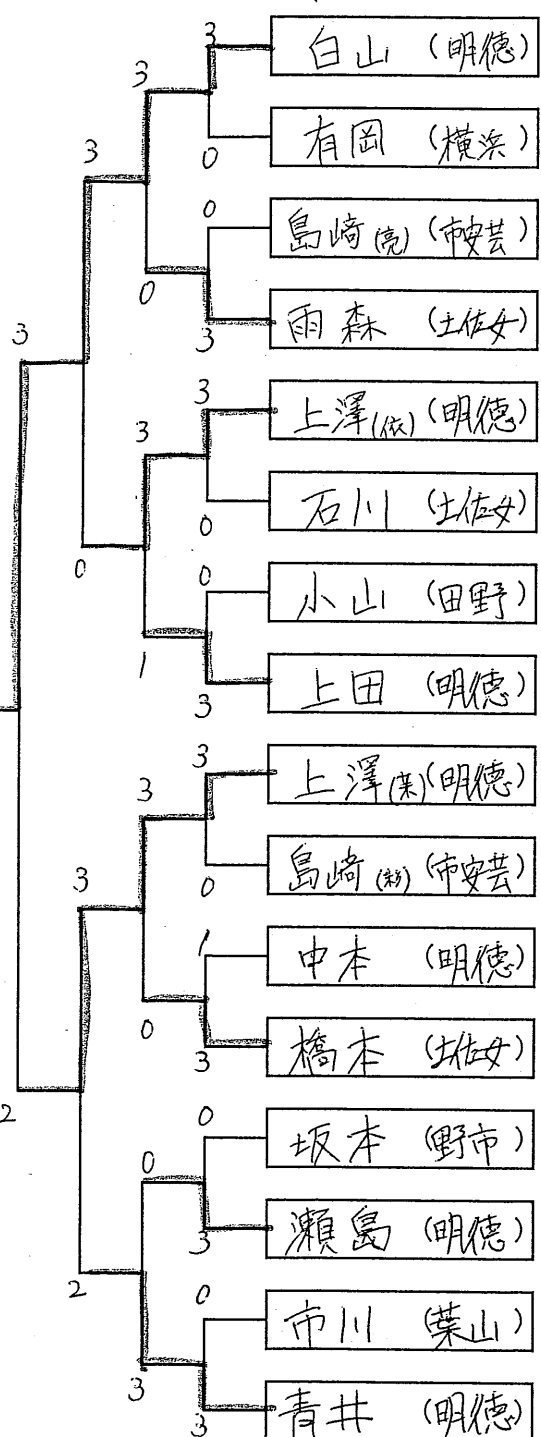 3
白山 (明徳)
3
0
有岡 (横浜)
3
0
島崎(亮) (市安芸)
0
3
雨森 (土佐女)
3
3
上澤(依) (明徳)
3
0
石川 (土佐女)
0
0
小山 (田野)
1
3
上田 (明徳)
3
上澤 (明徳)
3
0
島崎(彩) (市安芸)
3
1
中本 (明徳)
0
3
橋本 (土佐女)
2
0
坂本 (野市)
0
3
瀬島 (明徳)
2
0
市川 (葉山)
3
3
青井 (明徳)